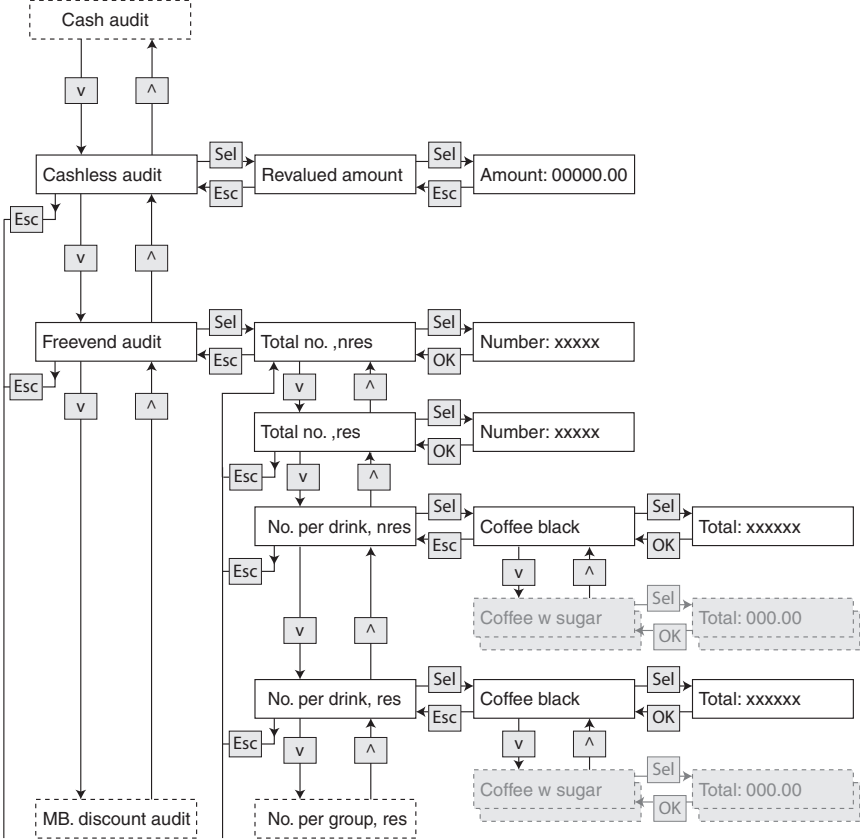 Cash audit
v ^
Sel Sel
Cashless audit Revalued amount Amount: 00000.00
Esc Esc
Esc
v ^
Sel Sel
Freevend audit Total no. ,nres Number: xxxxx
Esc OK
Esc v ^
v ^ Sel
Total no. ,res Number: xxxxx
OK
Esc v ^
Sel Sel
No. per drink, nres Coffee black Total: xxxxxx
Esc OK
Esc v ^
Sel
Coffee w sugar Total: 000.00
v ^ OK
Sel Sel
No. per drink, res Coffee black Total: xxxxxx
Esc OK
Esc v ^ v ^
Sel
Coffee w sugar Total: 000.00
OK
MB. discount audit No. per group, res